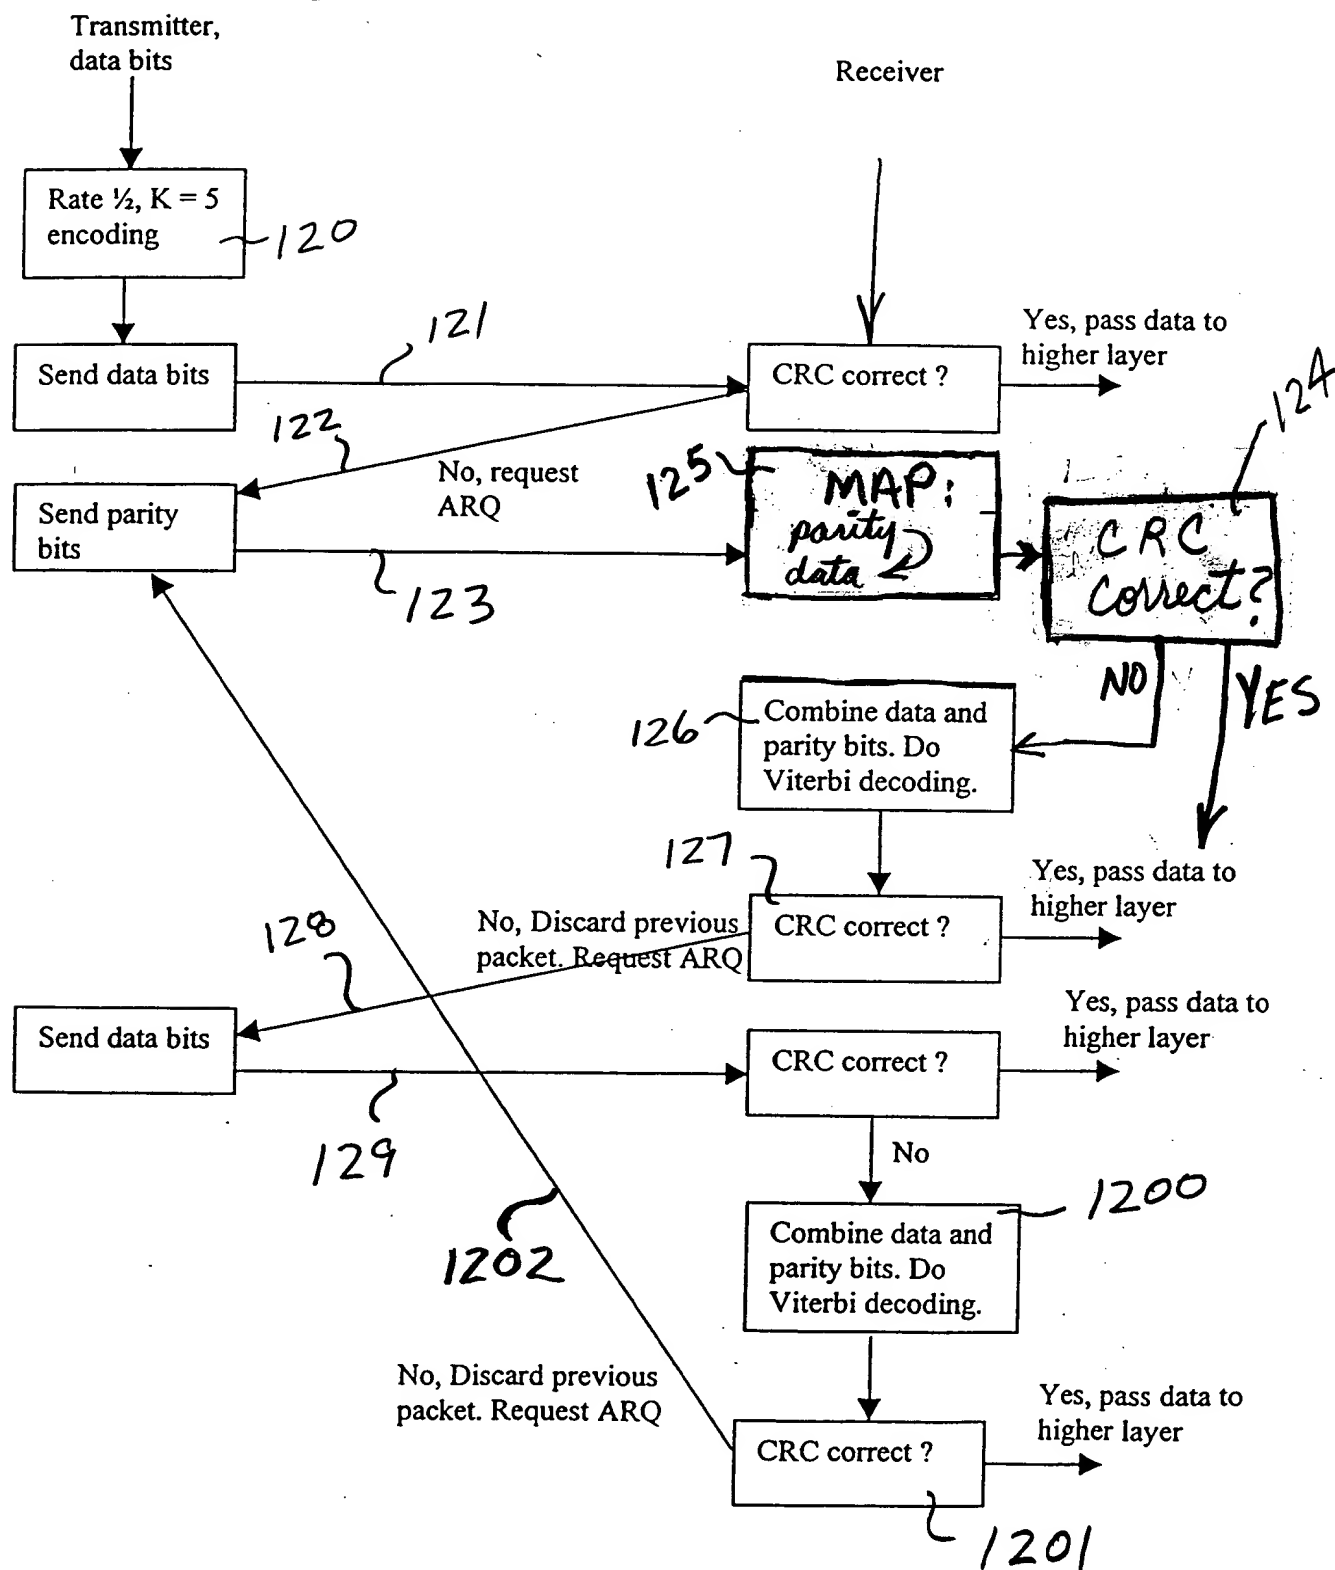 Transmitter,
data bits
Receiver
Rate ½, K = 5
encoding
120
Send data bits
121
CRC correct ?
Yes, pass data to
higher layer
122
No, request
ARQ
124
125
MAP:
parity
data
CRC
correct?
Send parity
bits
123
NO
YES
126
Combine data and
parity bits. Do
Viterbi decoding.
127
CRC correct ?
Yes, pass data to
higher layer
128
No, Discard previous
packet. Request ARQ
Send data bits
129
CRC correct ?
Yes, pass data to
higher layer
No
1200
Combine data and
parity bits. Do
Viterbi decoding.
1202
No, Discard previous
packet. Request ARQ
CRC correct ?
Yes, pass data to
higher layer
1201